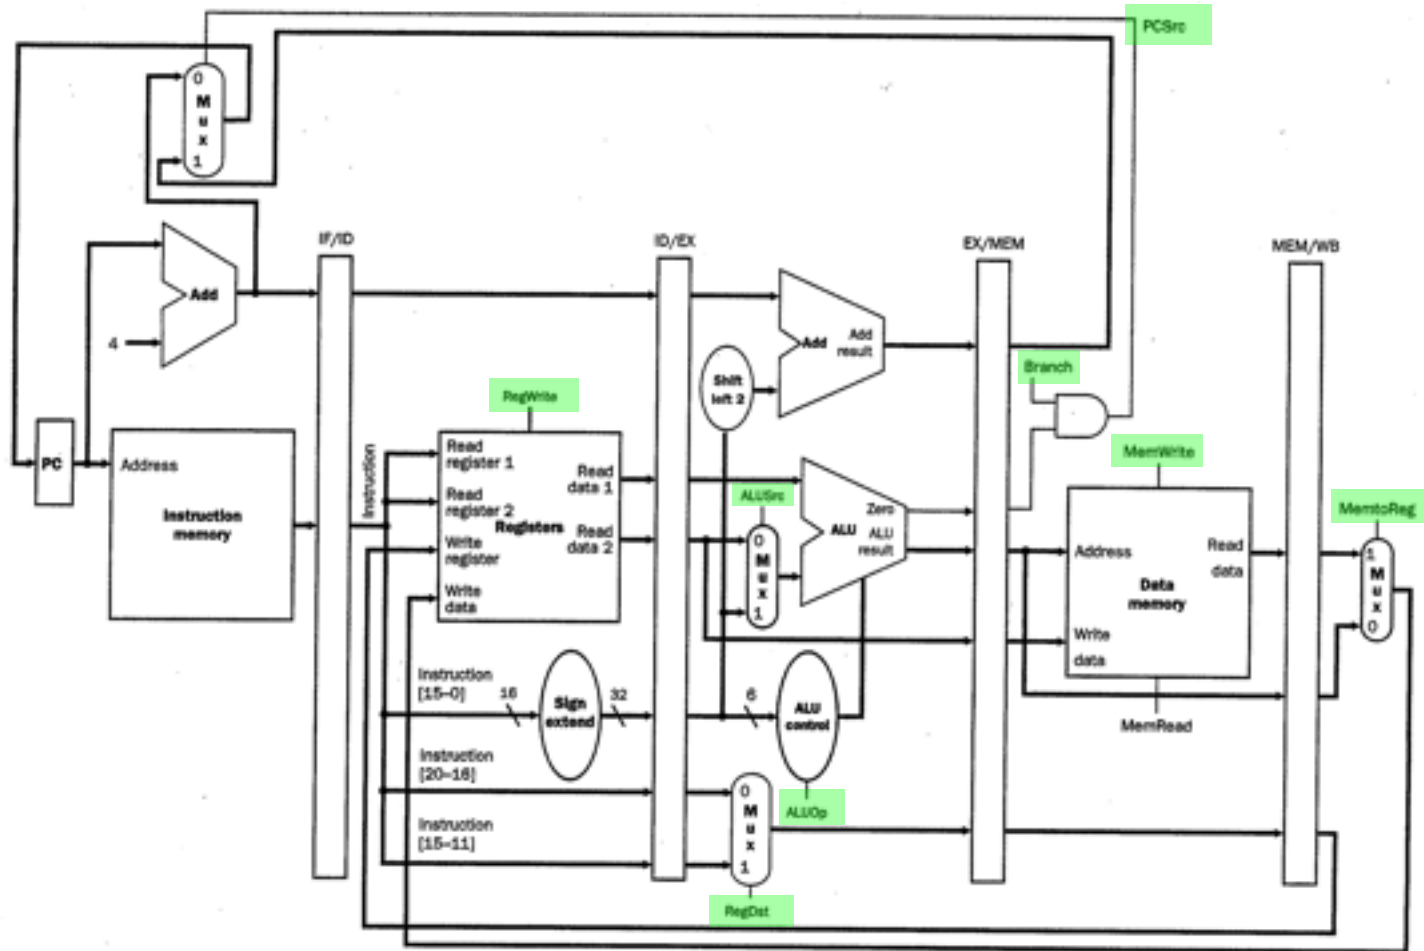 PCSrc
0
M
u
x
1
IF/ID
ID/EX
EX/MEM
MEM/WB
Add
4
Add
Add
result
Shift
left 2
Branch
RegWrite
PC
Address
Instruction
memory
Instruction
Read
register 1
Read
register 2
Write
register
Write
data
Registers
Read
data 1
Read
data 2
ALUSrc
0
M
u
x
1
Zero
ALU
ALU
result
MemWrite
Address
Read
data
Data
memory
Write
data
MemRead
MemtoReg
1
M
u
x
0
Instruction
[15–0]
16
Sign
extend
32
6
ALU
control
Instruction
[20–16]
Instruction
[15–11]
0
M
u
x
1
ALUOp
RegDst